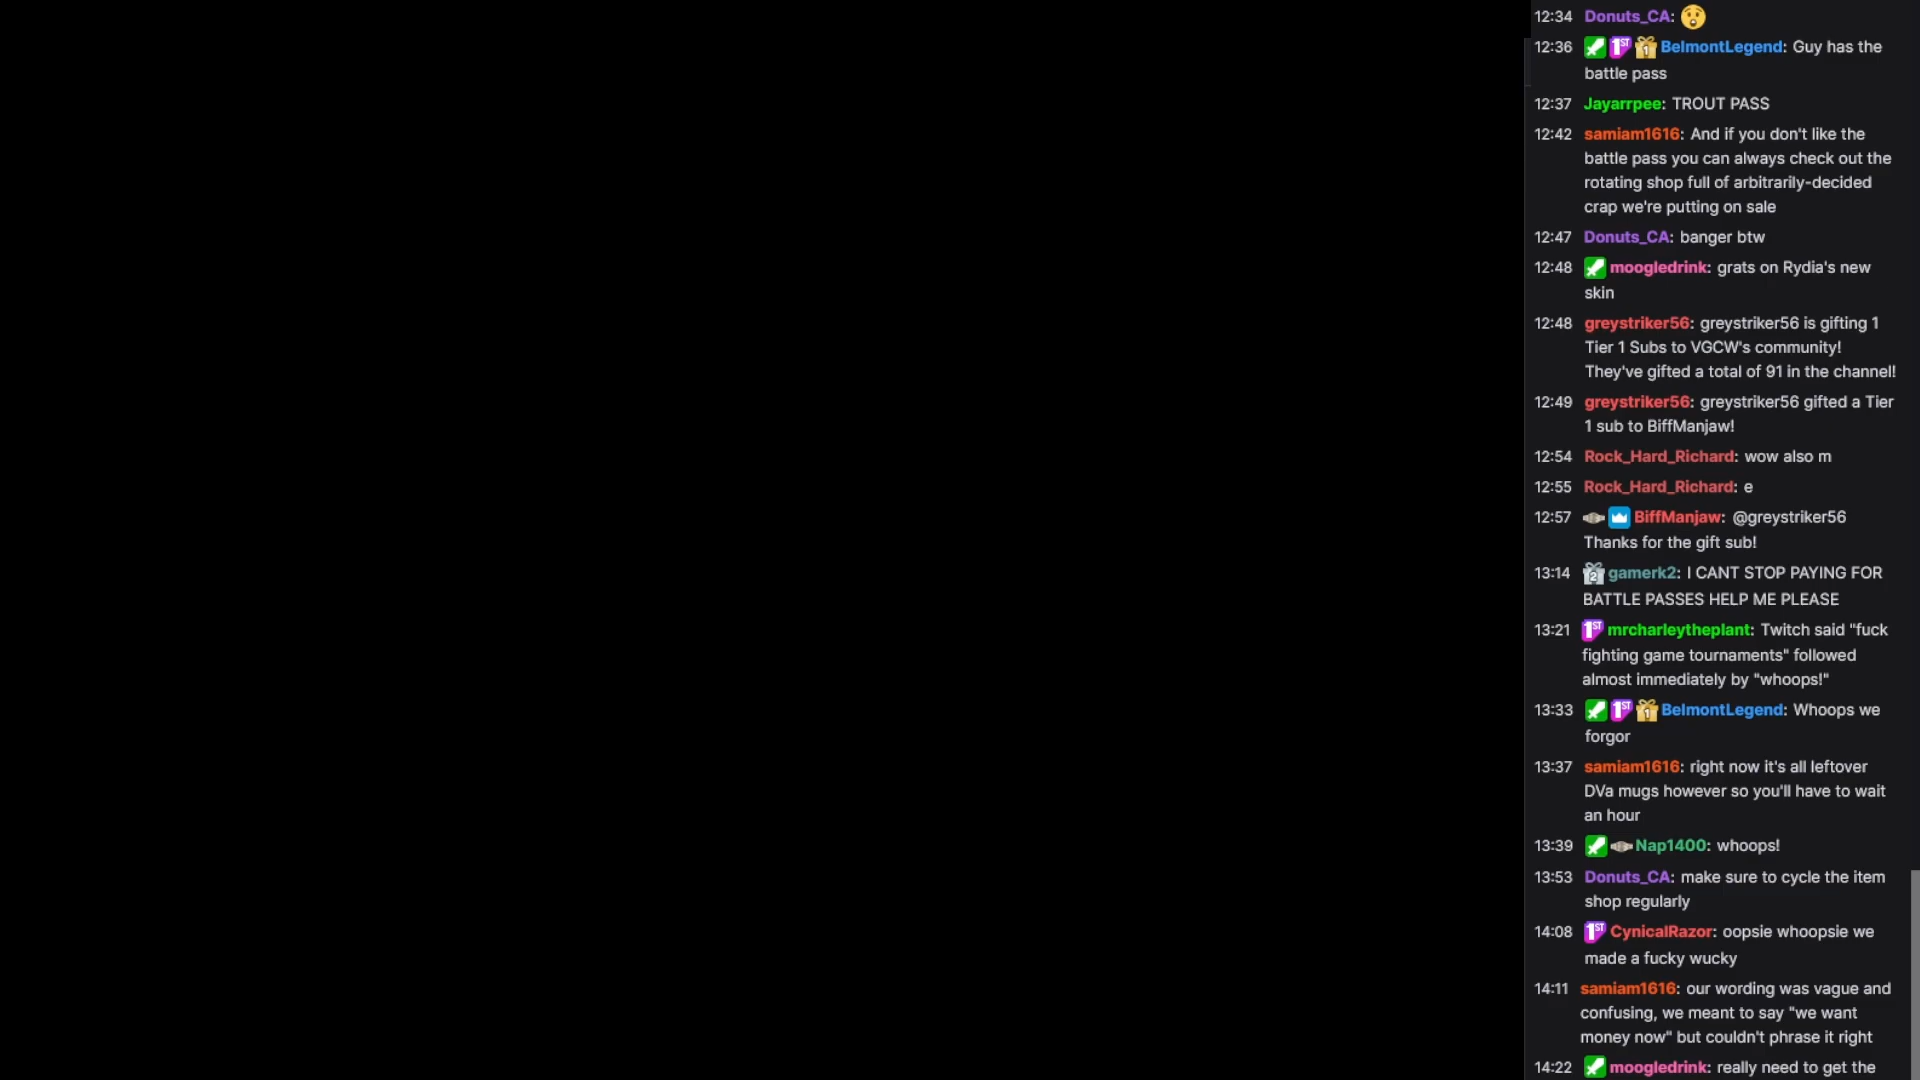 12:34 Donuts_CA: 😲
12:36 1ST 1 BelmontLegend: Guy has the
battle pass
12:37 Jayarrpee: TROUT PASS
12:42 samiam1616: And if you don't like the
battle pass you can always check out the
rotating shop full of arbitrarily-decided
crap we're putting on sale
12:47 Donuts_CA: banger btw
12:48 moogledrink: grats on Rydia's new
skin
12:48 greystriker56: greystriker56 is gifting 1
Tier 1 Subs to VGCW's community!
They've gifted a total of 91 in the channel!
12:49 greystriker56: greystriker56 gifted a Tier
1 sub to BiffManjaw!
12:54 Rock_Hard_Richard: wow also m
12:55 Rock_Hard_Richard: e
12:57 BiffManjaw: @greystriker56
Thanks for the gift sub!
13:14 2 gamerk2: I CANT STOP PAYING FOR
BATTLE PASSES HELP ME PLEASE
13:21 1ST mrcharleytheplant: Twitch said "fuck
fighting game tournaments" followed
almost immediately by "whoops!"
13:33 1ST 1 BelmontLegend: Whoops we
forgor
13:37 samiam1616: right now it's all leftover
DVa mugs however so you'll have to wait
an hour
13:39 Nap1400: whoops!
13:53 Donuts_CA: make sure to cycle the item
shop regularly
14:08 1ST CynicalRazor: oopsie whoopsie we
made a fucky wucky
14:11 samiam1616: our wording was vague and
confusing, we meant to say "we want
money now" but couldn't phrase it right
14:22 moogledrink: really need to get the